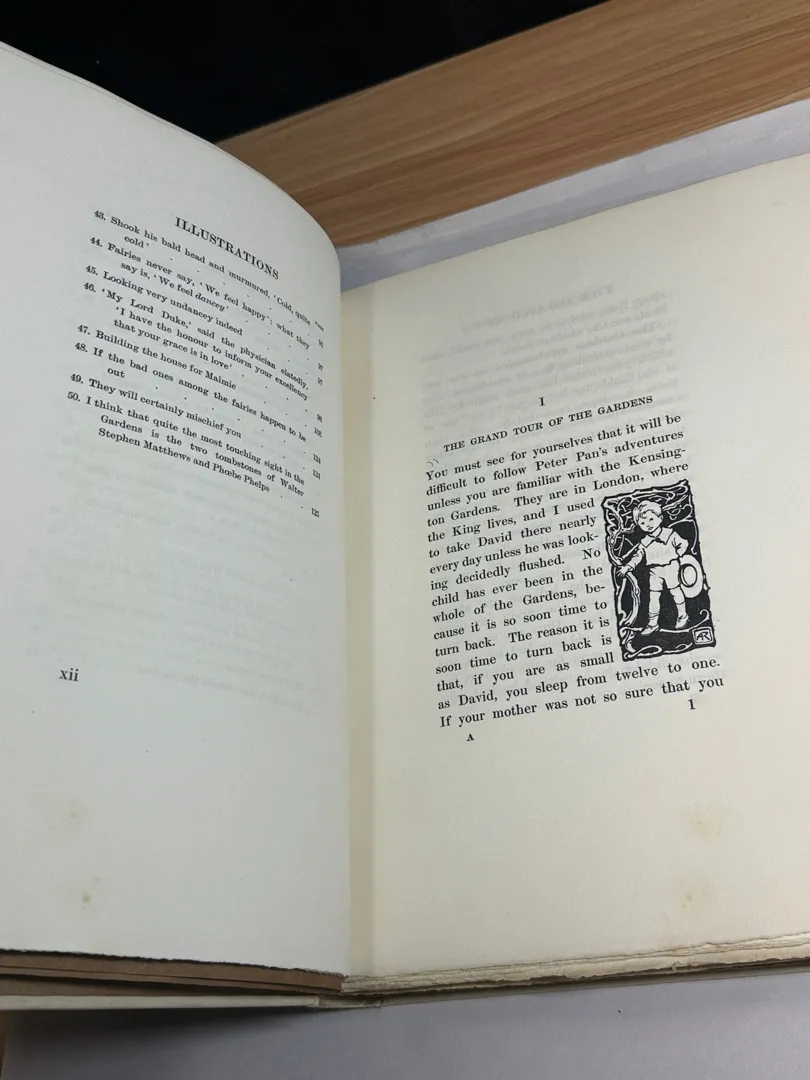 ILLUSTRATIONS
43. Shook his bald head and murmured, 'Cold, quite
cold'
44. Fairies never say, 'We feel happy'; what they
say is, 'We feel dancey'
45. Looking very undancey indeed
46. 'My Lord Duke,' said the physician elatedly,
'I have the honour to inform your excellency
that your grace is in love'
47. Building the house for Maimie
48. If the bad ones among the fairies happen to be
out
49. They will certainly mischief you
50. I think that quite the most touching sight in the
Gardens is the two tombstones of Walter
Stephen Matthews and Phœbe Phelps
125
xii
I
THE GRAND TOUR OF THE GARDENS
You must see for yourselves that it will be
difficult to follow Peter Pan's adventures
unless you are familiar with the Kensing-
ton Gardens. They are in London, where
the King lives, and I used
to take David there nearly
every day unless he was look-
ing decidedly flushed. No
child has ever been in the
whole of the Gardens, be-
cause it is so soon time to
turn back. The reason it is
soon time to turn back is
that, if you are as small
as David, you sleep from twelve to one.
If your mother was not so sure that you
A
1
AR